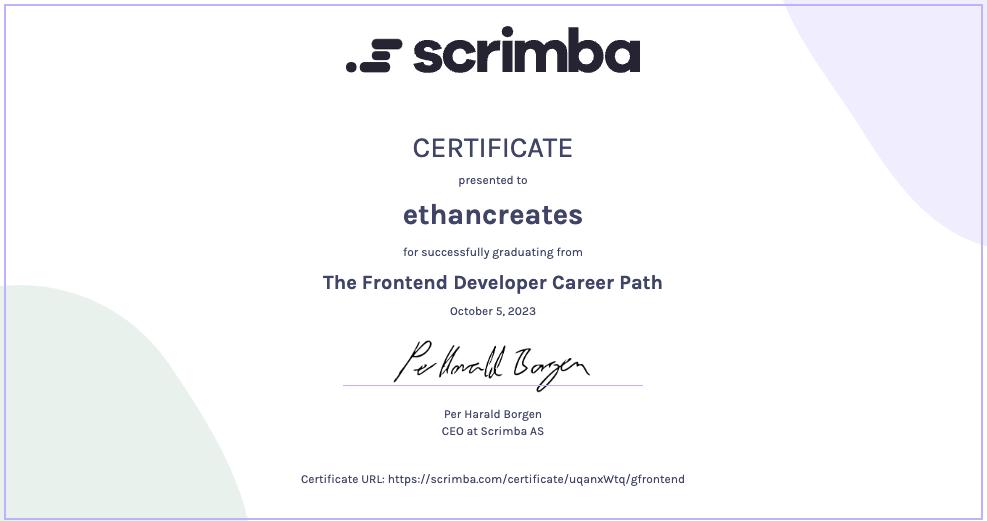 scrimba
CERTIFICATE
presented to
ethancreates
for successfully graduating from
The Frontend Developer Career Path
October 5, 2023
Per Harald Borgen
Per Harald Borgen
CEO at Scrimba AS
Certificate URL: https://scrimba.com/certificate/uqanxWtq/gfrontend